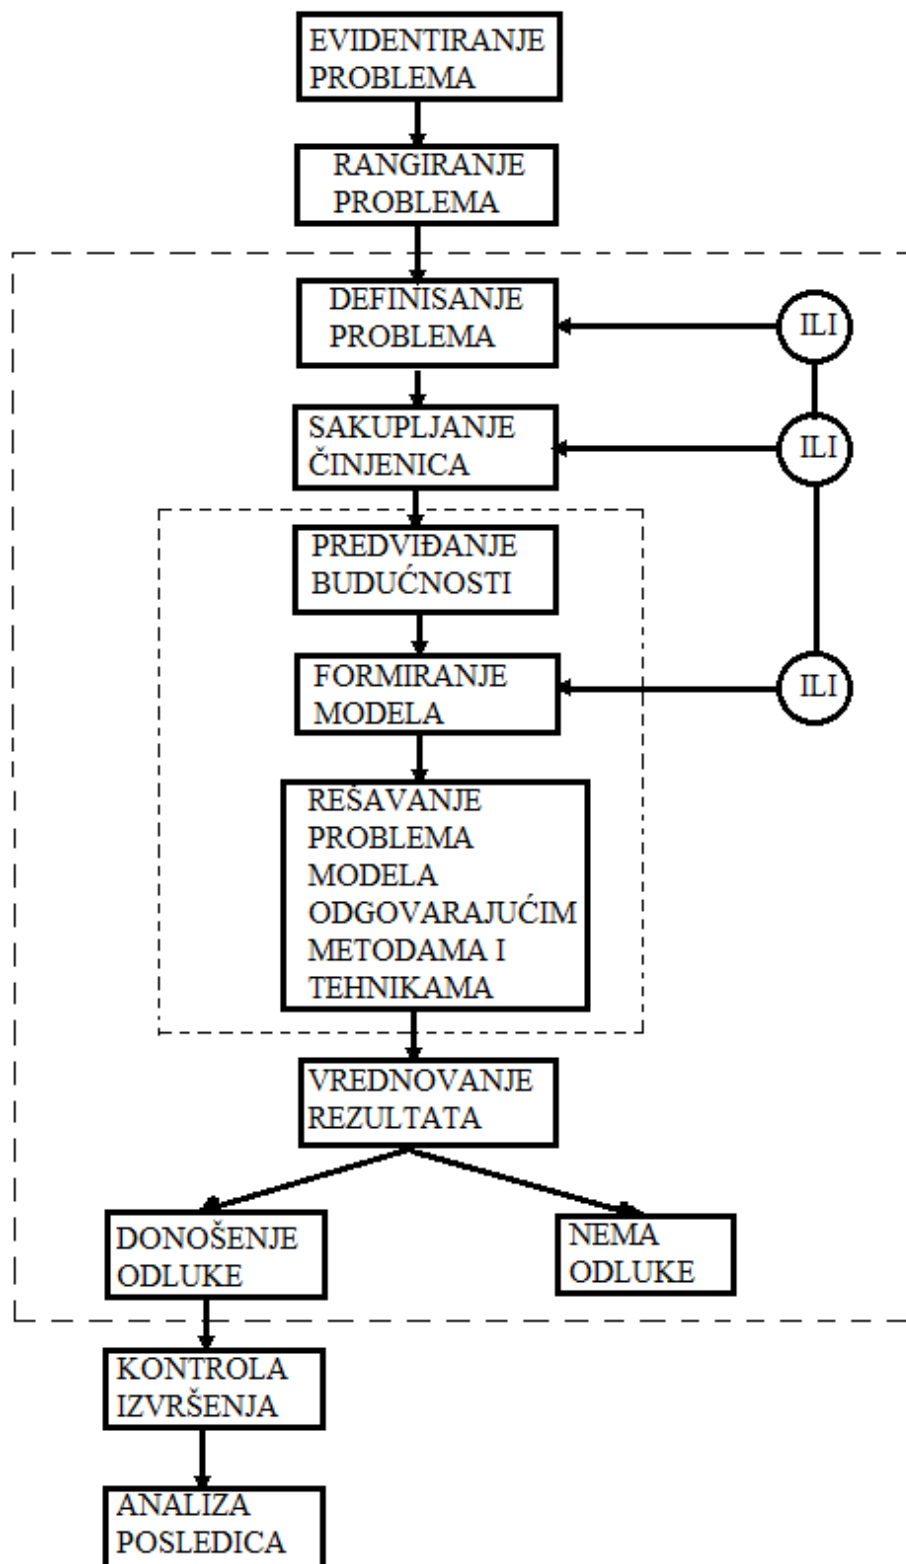 EVIDENTIRANJE
PROBLEMA
RANGIRANJE
PROBLEMA
DEFINISANJE
PROBLEMA
ILI
SAKUPLJANJE
ČINJENICA
ILI
PREDVIĐANJE
BUDUĆNOSTI
FORMIRANJE
MODELA
ILI
REŠAVANJE
PROBLEMA
MODELA
ODGOVARAJUĆIM
METODAMA I
TEHNIKAMA
VREDNOVANJE
REZULTATA
DONOŠENJE
ODLUKE
NEMA
ODLUKE
KONTROLA
IZVRŠENJA
ANALIZA
POSLEDICA